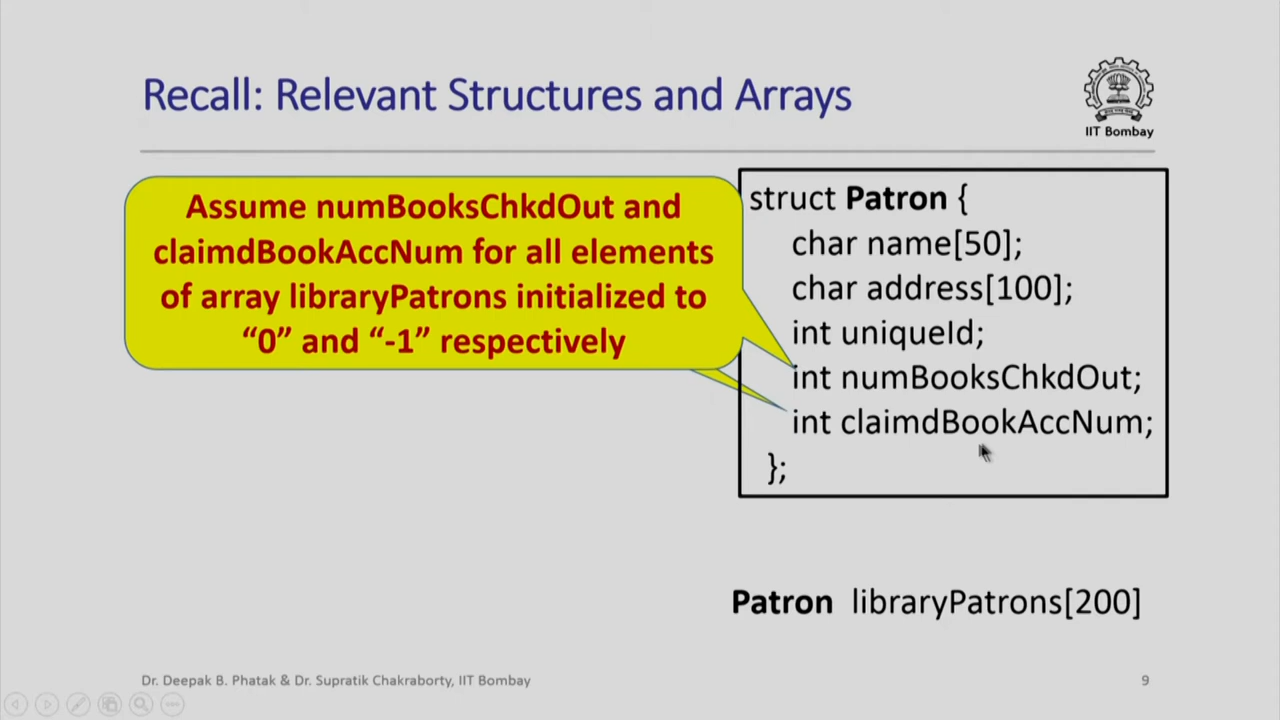 Recall: Relevant Structures and Arrays
IIT Bombay
Assume numBooksChkdOut and
claimdBookAccNum for all elements
of array libraryPatrons initialized to
“0” and “-1” respectively
struct Patron {
char name[50];
char address[100];
int uniqueId;
int numBooksChkdOut;
int claimdBookAccNum;
};
Patron libraryPatrons[200]
Dr. Deepak B. Phatak & Dr. Supratik Chakraborty, IIT Bombay
9